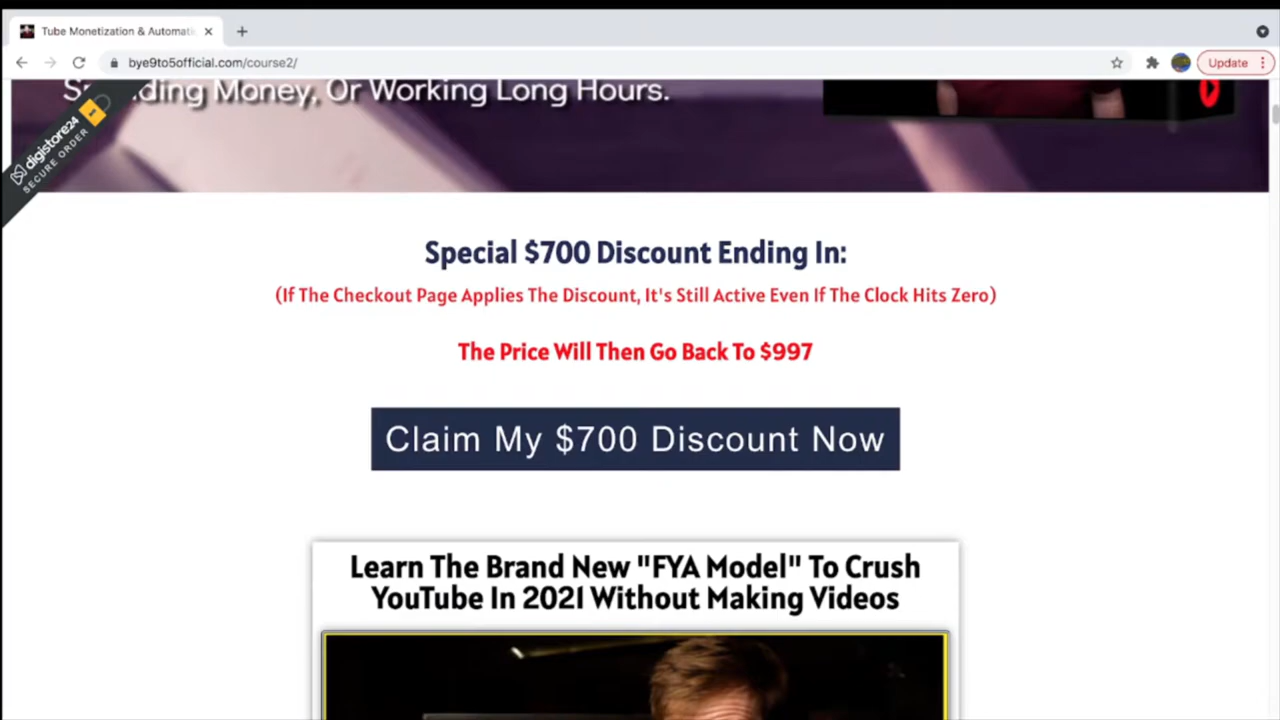 Tube Monetization & Automati
Update
bye9to5official.com/course2/
Spending Money, Or Working Long Hours.
digistore24
SECURE ORDER
Special $700 Discount Ending In:
(If The Checkout Page Applies The Discount, It's Still Active Even If The Clock Hits Zero)
The Price Will Then Go Back To $997
Claim My $700 Discount Now
Learn The Brand New "FYA Model" To Crush
YouTube In 2021 Without Making Videos